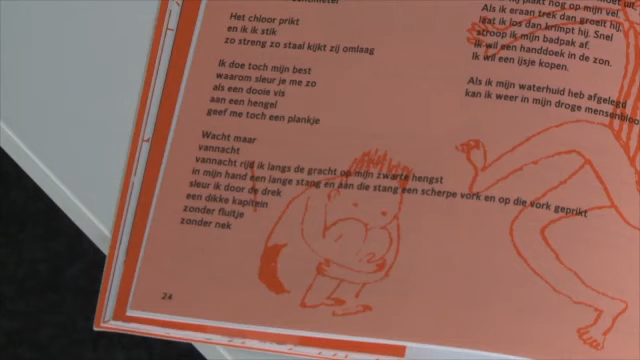 Het chloor prikt
en ik ik stik
zo streng zo staal kijkt zij omlaag
Ik doe toch mijn best
waarom sleur je me zo
als een dooie vis
aan een hengel
geef me toch een plankje
Wacht maar
vannacht
vannacht rijd ik langs de gracht op mijn zwarte hengst
in mijn hand een lange stang en aan die stang een scherpe vork en op die vork geprikt
sleur ik door de drek
een dikke kapitein
zonder fluitje
zonder nek
24
plakt nog op mijn vel.
Als ik eraan trek dan groeit hij,
laat ik los dan krimpt hij. Snel
stroop ik mijn badpak af.
Ik wil een handdoek in de zon.
Ik wil een ijsje kopen.
Als ik mijn waterhuid heb afgelegd
kan ik weer in mijn droge